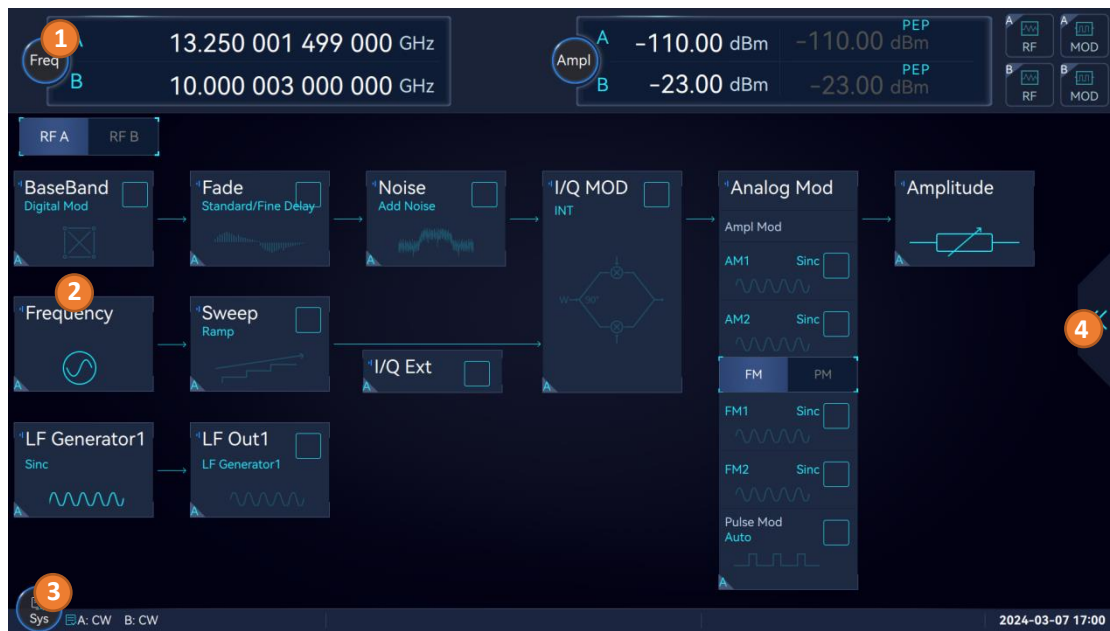 1
Freq
A 13.250 001 499 000 GHz
B 10.000 003 000 000 GHz
Ampl
PEP
A -110.00 dBm -110.00 dBm
PEP
B -23.00 dBm -23.00 dBm
A RF
A MOD
B RF
B MOD
RF A RF B
BaseBand
Digital Mod
A
Fade
Standard/Fine Delay
A
Noise
Add Noise
A
I/Q MOD
INT
W 90°
A
Analog Mod
Ampl Mod
AM1 Sinc
AM2 Sinc
FM PM
FM1 Sinc
FM2 Sinc
Pulse Mod
Auto
A
Amplitude
A
2
Frequency
A
Sweep
Ramp
A
I/Q Ext
A
4
LF Generator1
Sinc
A
LF Out1
LF Generator1
A
3
Sys
A: CW B: CW
2024-03-07 17:00